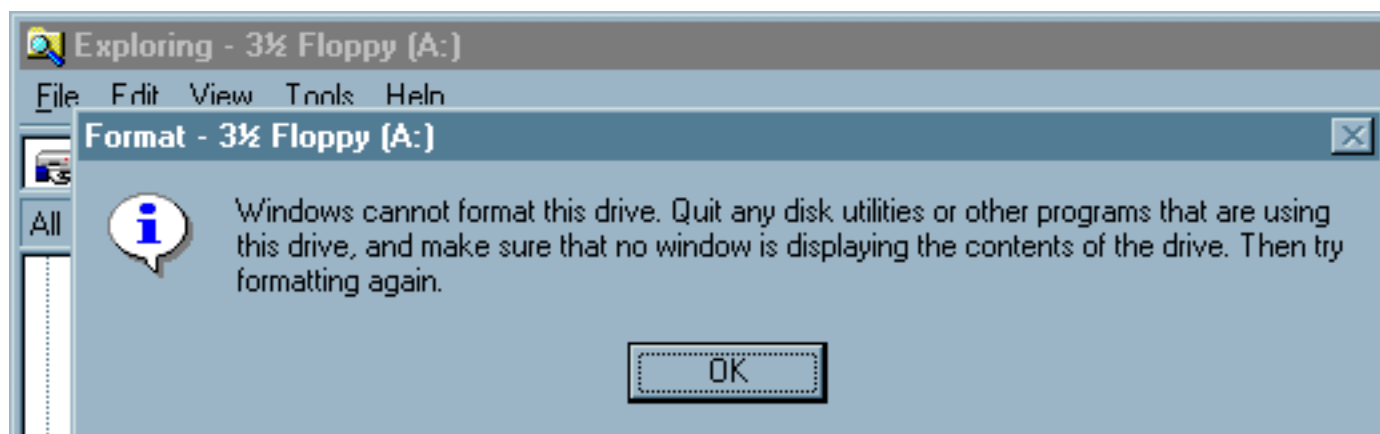 Exploring - 3½ Floppy (A:)
File Edit View Tools Help
Format - 3½ Floppy (A:)
All
Windows cannot format this drive. Quit any disk utilities or other programs that are using
this drive, and make sure that no window is displaying the contents of the drive. Then try
formatting again.
OK